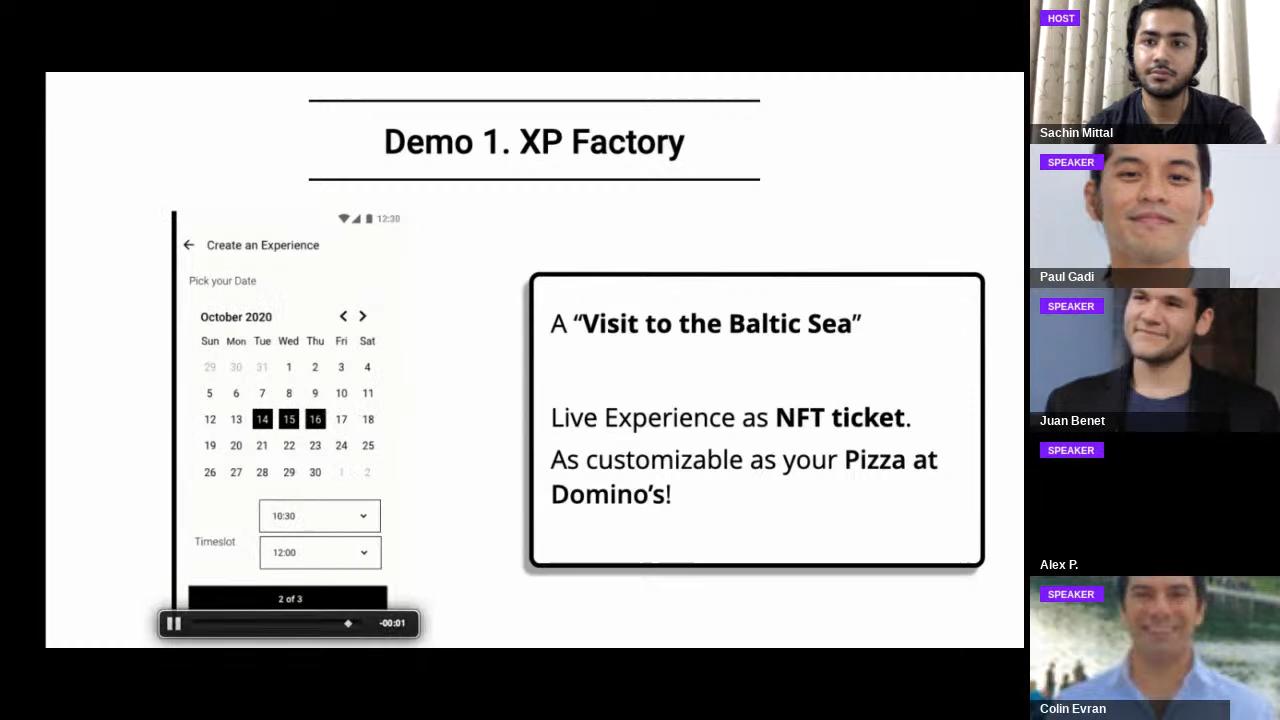 Demo 1. XP Factory
12:30
Create an Experience
Pick your Date
October 2020
Sun Mon Tue Wed Thu Fri Sat
29 30 31 1 2 3 4
5 6 7 8 9 10 11
12 13 14 15 16 17 18
19 20 21 22 23 24 25
26 27 28 29 30 1 2
10:30
Timeslot
12:00
2 of 3
-00:01
A “Visit to the Baltic Sea”
Live Experience as NFT ticket.
As customizable as your Pizza at
Domino’s!
HOST
Sachin Mittal
SPEAKER
Paul Gadi
SPEAKER
Juan Benet
SPEAKER
Alex P.
SPEAKER
Colin Evran